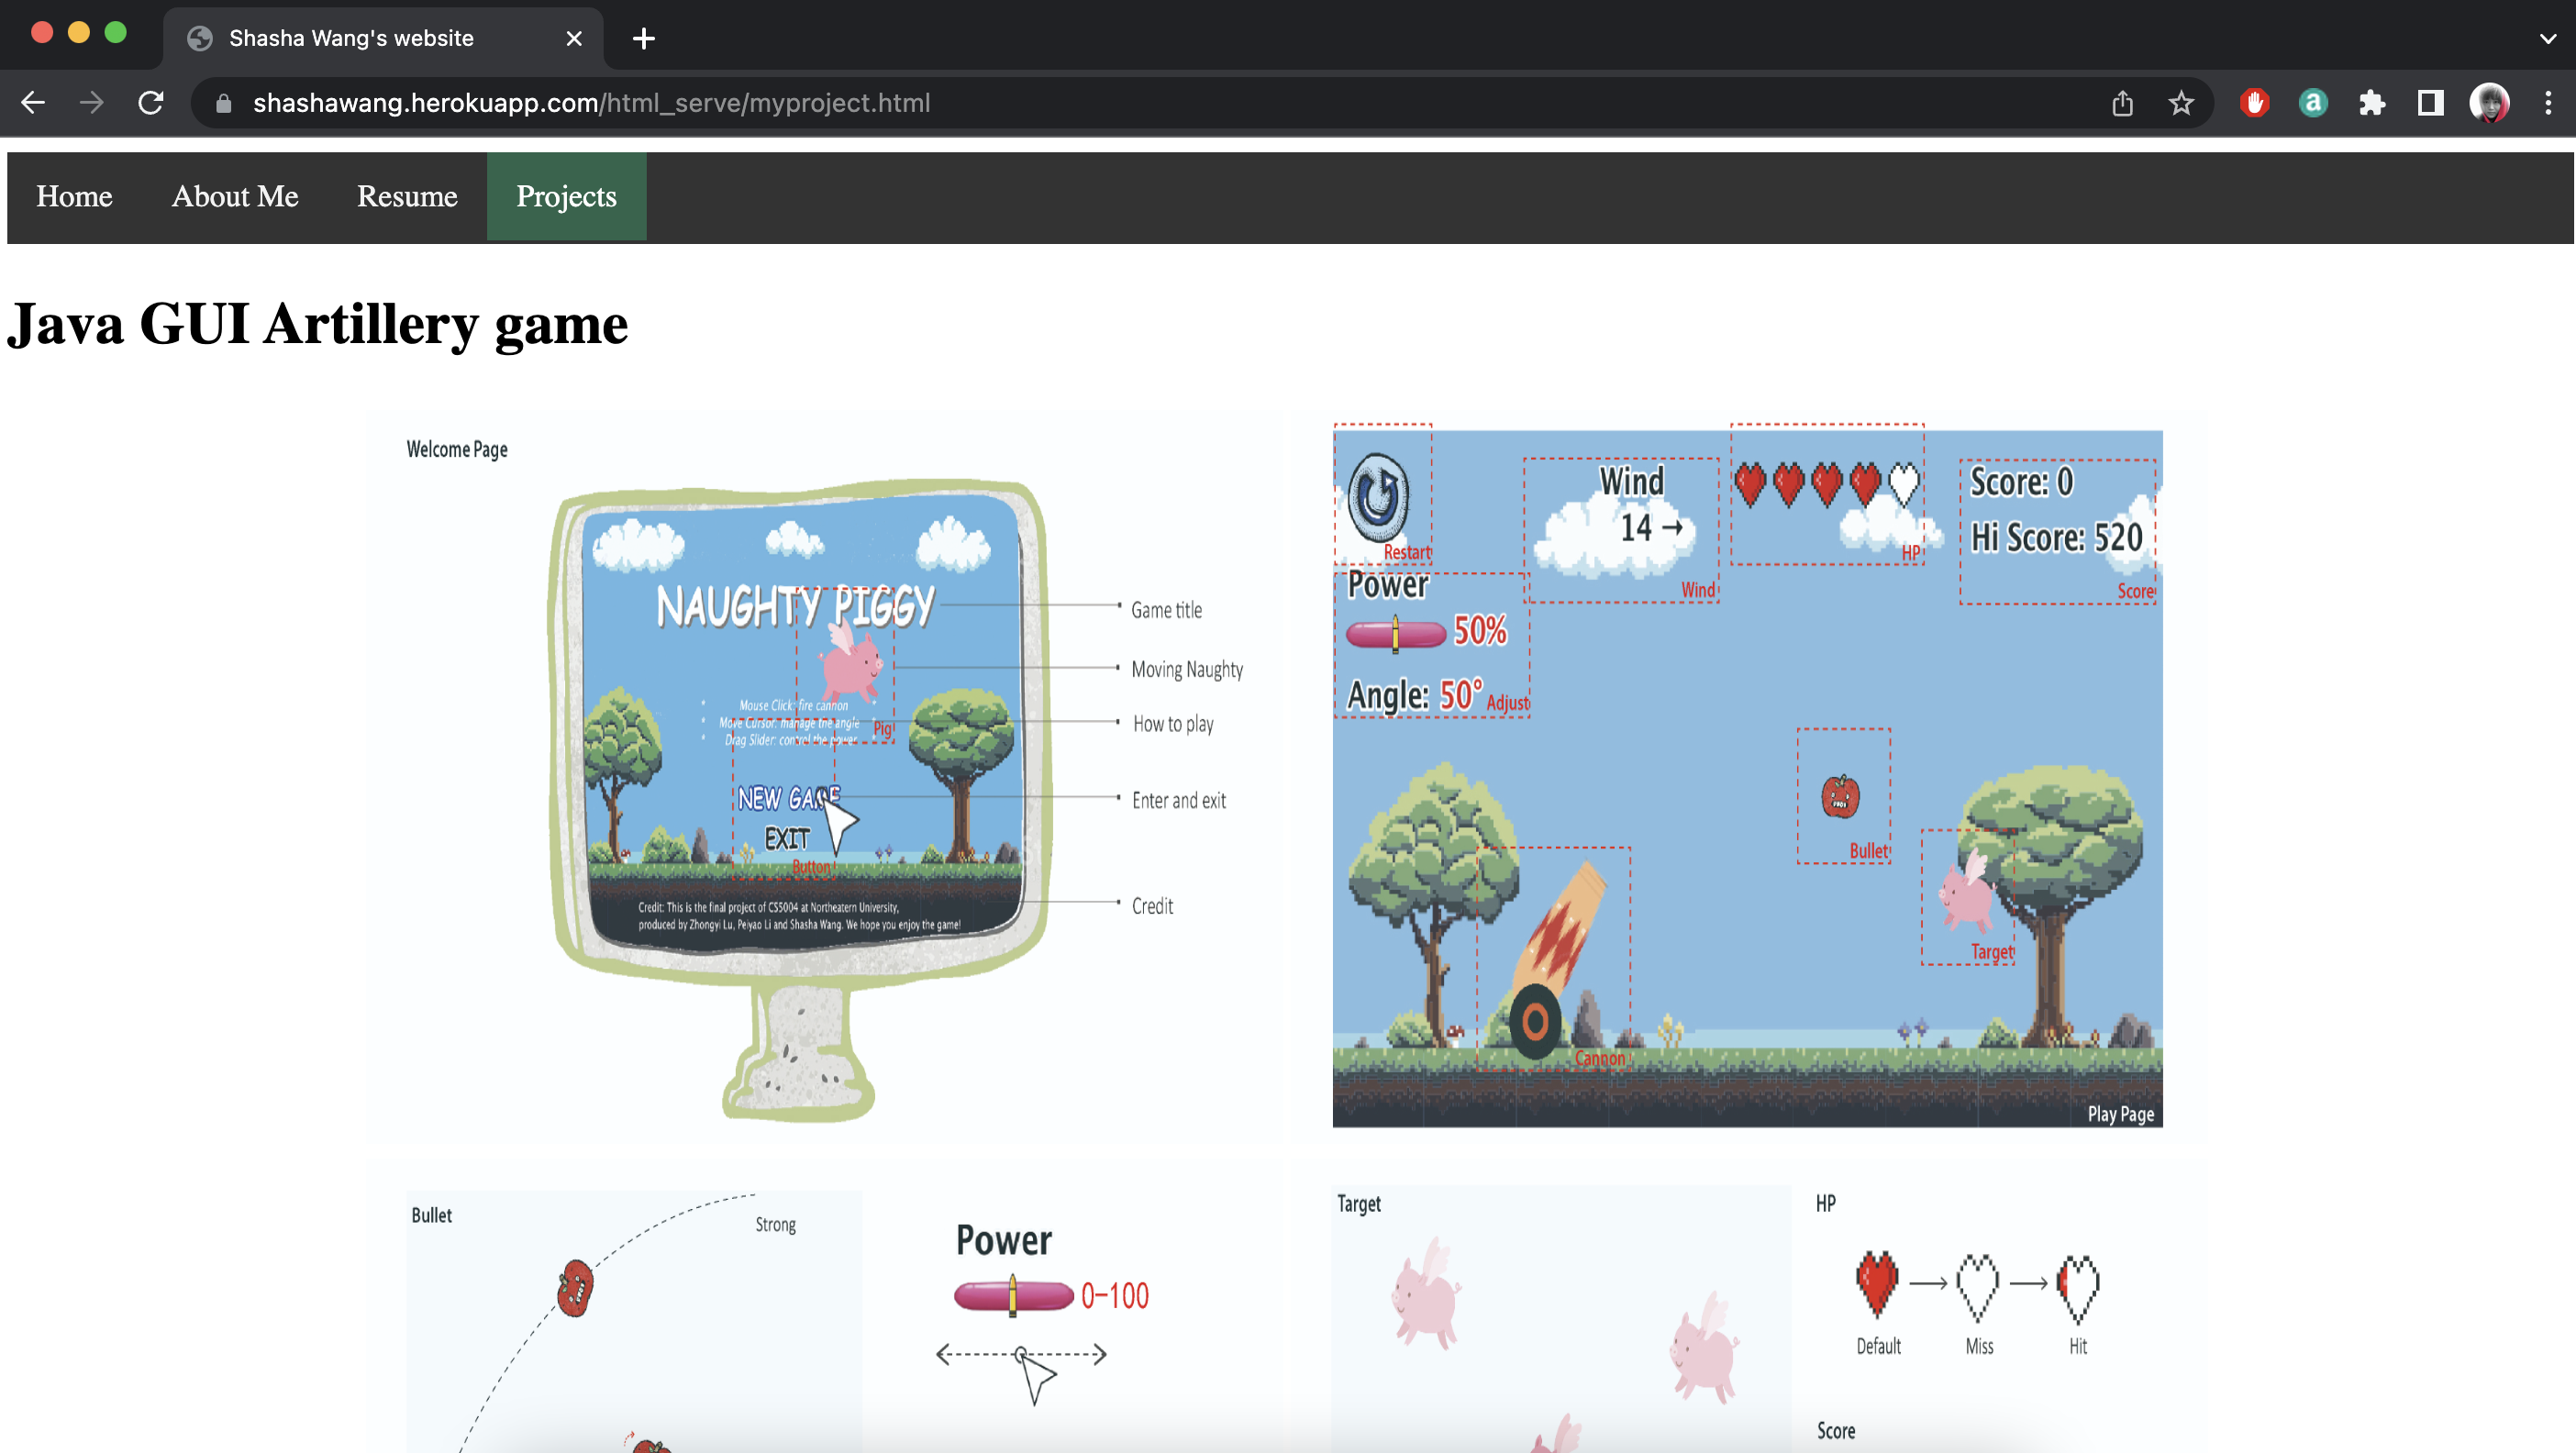 Shasha Wang's website
shashawang.herokuapp.com/html_serve/myproject.html
Home About Me Resume Projects
Java GUI Artillery game
Welcome Page
NAUGHTY PIGGY
Game title
Moving Naughty
* Mouse Click: fire cannon *
* Move Cursor: manage the angle *
* Drag Slider: control the power *
Pig
How to play
NEW GAME
Enter and exit
EXIT
Button
Credit: This is the final project of CS5004 at Northeatern University,
produced by Zhongyi Lu, Peiyao Li and Shasha Wang. We hope you enjoy the game!
Credit
Restart
Wind
14 →
Wind
HP
Score: 0
Hi Score: 520
Score
Power
50%
Angle: 50°
Adjust
Bullet
Target
Cannon
Play Page
Bullet
Strong
Power
0-100
Target
HP
Default
Miss
Hit
Score